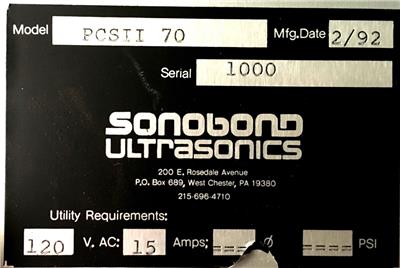 Model PCSII 70 Mfg.Date 2/92
Serial 1000
SONOBOND
ULTRASONICS
200 E. Rosedale Avenue
P.O. Box 689, West Chester, PA 19380
215-696-4710
Utility Requirements:
120 V. AC: 15 Amps: ---- Ø ---- PSI